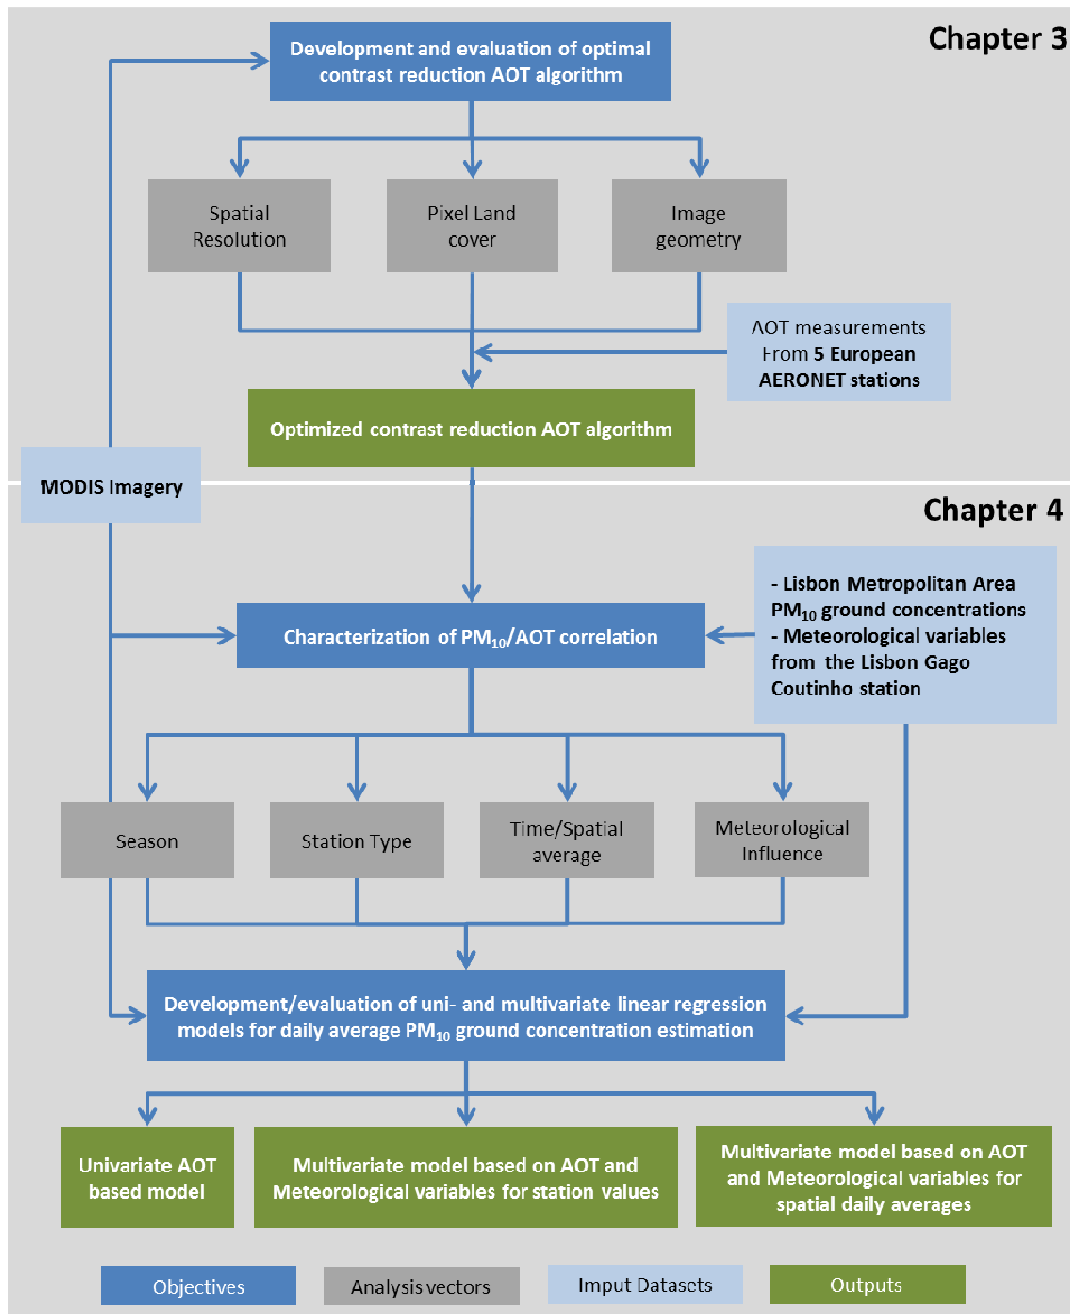 Chapter 3
Development and evaluation of optimal
contrast reduction AOT algorithm
Spatial
Resolution
Pixel Land
cover
Image
geometry
AOT measurements
From 5 European
AERONET stations
Optimized contrast reduction AOT algorithm
MODIS Imagery
Chapter 4
- Lisbon Metropolitan Area
PM₁₀ ground concentrations
- Meteorological variables
from the Lisbon Gago
Coutinho station
Characterization of PM₁₀/AOT correlation
Season
Station Type
Time/Spatial
average
Meteorological
Influence
Development/evaluation of uni- and multivariate linear regression
models for daily average PM₁₀ ground concentration estimation
Univariate AOT
based model
Multivariate model based on AOT and
Meteorological variables for station values
Multivariate model based on AOT
and Meteorological variables for
spatial daily averages
Objectives
Analysis vectors
Imput Datasets
Outputs